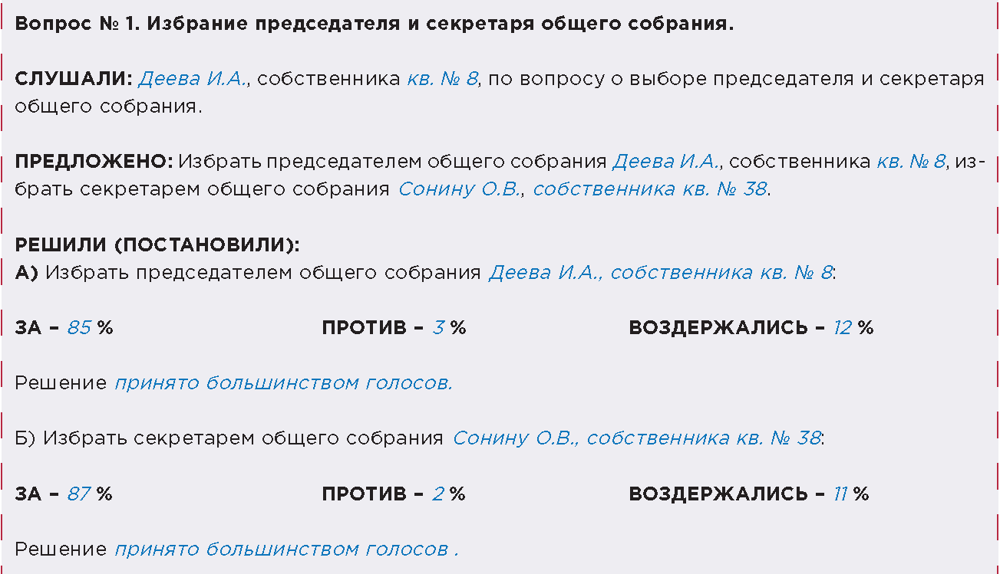 Вопрос № 1. Избрание председателя и секретаря общего собрания.
СЛУШАЛИ: Деева И.А., собственника кв. № 8, по вопросу о выборе председателя и секретаря
общего собрания.
ПРЕДЛОЖЕНО: Избрать председателем общего собрания Деева И.А., собственника кв. № 8, из-
брать секретарем общего собрания Сонину О.В., собственника кв. № 38.
РЕШИЛИ (ПОСТАНОВИЛИ):
А) Избрать председателем общего собрания Деева И.А., собственника кв. № 8:
ЗА – 85 % ПРОТИВ – 3 % ВОЗДЕРЖАЛИСЬ – 12 %
Решение принято большинством голосов.
Б) Избрать секретарем общего собрания Сонину О.В., собственника кв. № 38:
ЗА – 87 % ПРОТИВ – 2 % ВОЗДЕРЖАЛИСЬ – 11 %
Решение принято большинством голосов .